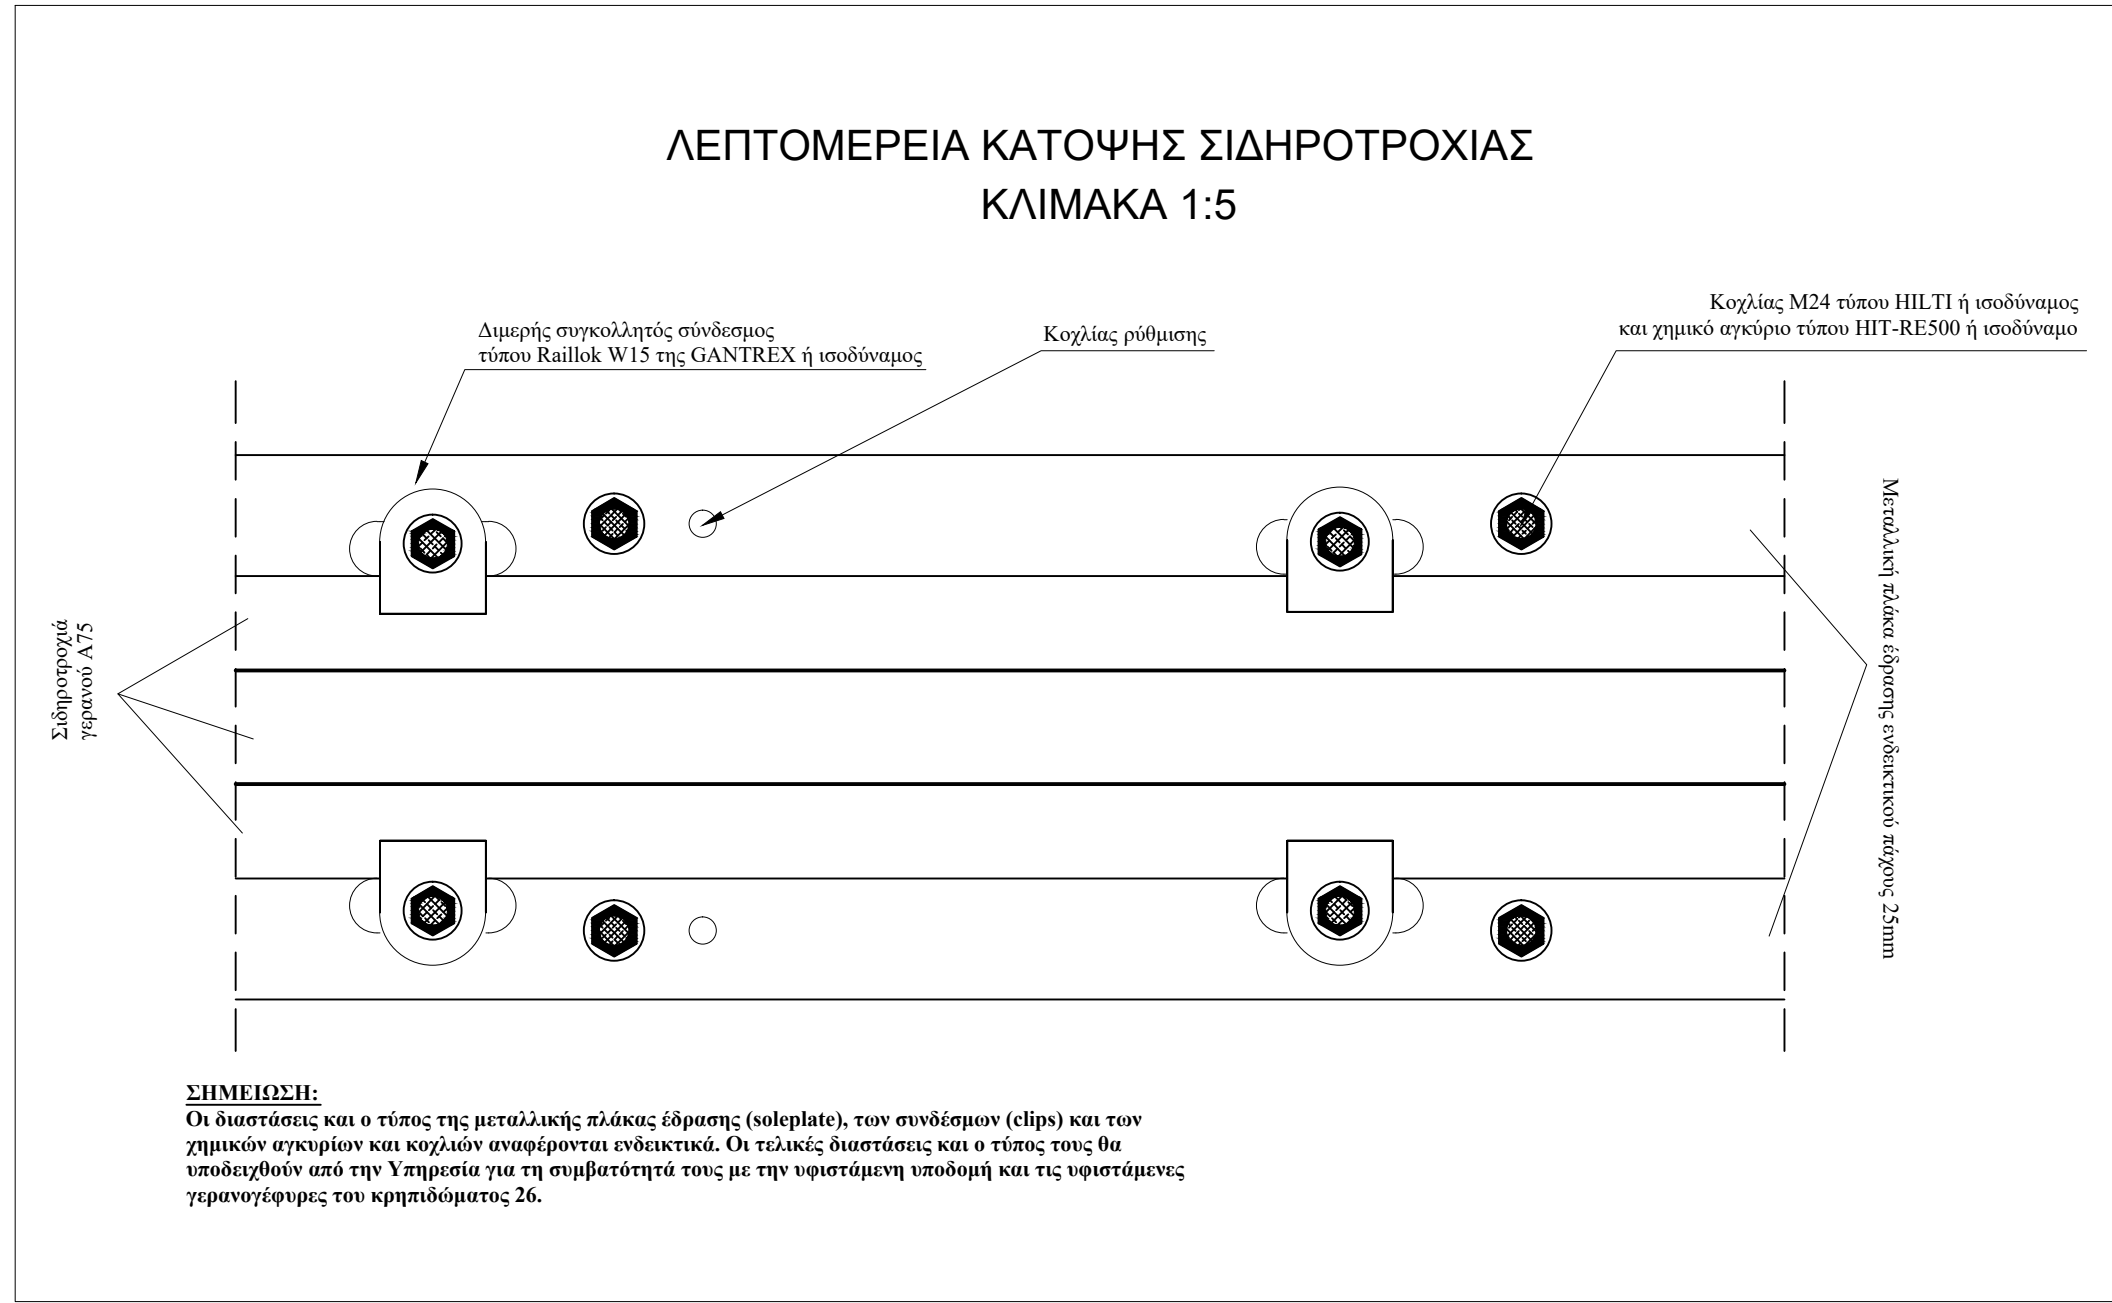 ΛΕΠΤΟΜΕΡΕΙΑ ΚΑΤΟΨΗΣ ΣΙΔΗΡΟΤΡΟΧΙΑΣ
ΚΛΙΜΑΚΑ 1:5
Διμερής συγκολλητός σύνδεσμος
τύπου Raillok W15 της GANTREX ή ισοδύναμος
Κοχλίας ρύθμισης
Κοχλίας M24 τύπου HILTI ή ισοδύναμος
και χημικό αγκύριο τύπου HIT-RE500 ή ισοδύναμο
Σιδηροτροχιά
γερανού A75
Μεταλλική πλάκα έδρασης ενδεικτικού πάχους 25mm
ΣΗΜΕΙΩΣΗ:
Οι διαστάσεις και ο τύπος της μεταλλικής πλάκας έδρασης (soleplate), των συνδέσμων (clips) και των
χημικών αγκυρίων και κοχλιών αναφέρονται ενδεικτικά. Οι τελικές διαστάσεις και ο τύπος τους θα
υποδειχθούν από την Υπηρεσία για τη συμβατότητά τους με την υφιστάμενη υποδομή και τις υφιστάμενες
γερανογέφυρες του κρηπιδώματος 26.